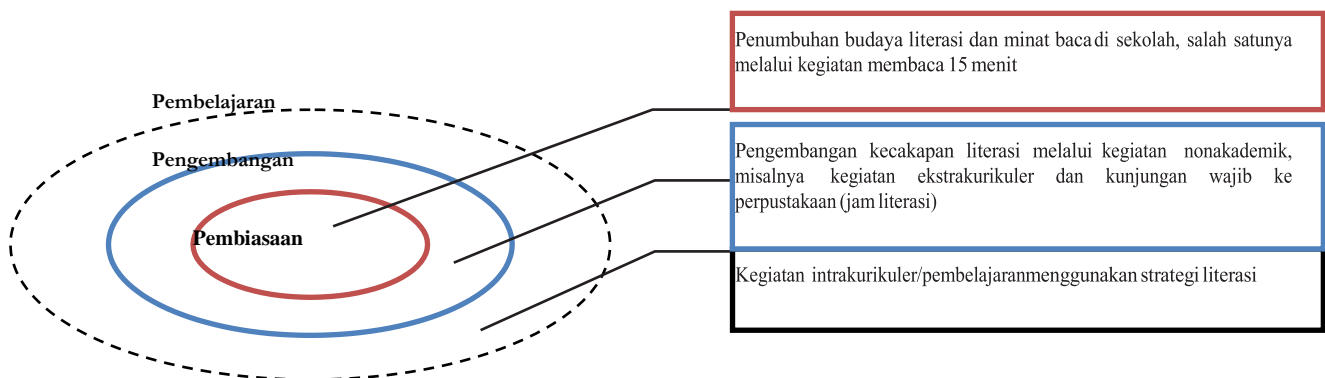 Penumbuhan budaya literasi dan minat baca di sekolah, salah satunya
melalui kegiatan membaca 15 menit
Pembelajaran
Pengembangan
Pembiasaan
Pengembangan kecakapan literasi melalui kegiatan nonakademik,
misalnya kegiatan ekstrakurikuler dan kunjungan wajib ke
perpustakaan (jam literasi)
Kegiatan intrakurikuler/pembelajaranmenggunakan strategi literasi